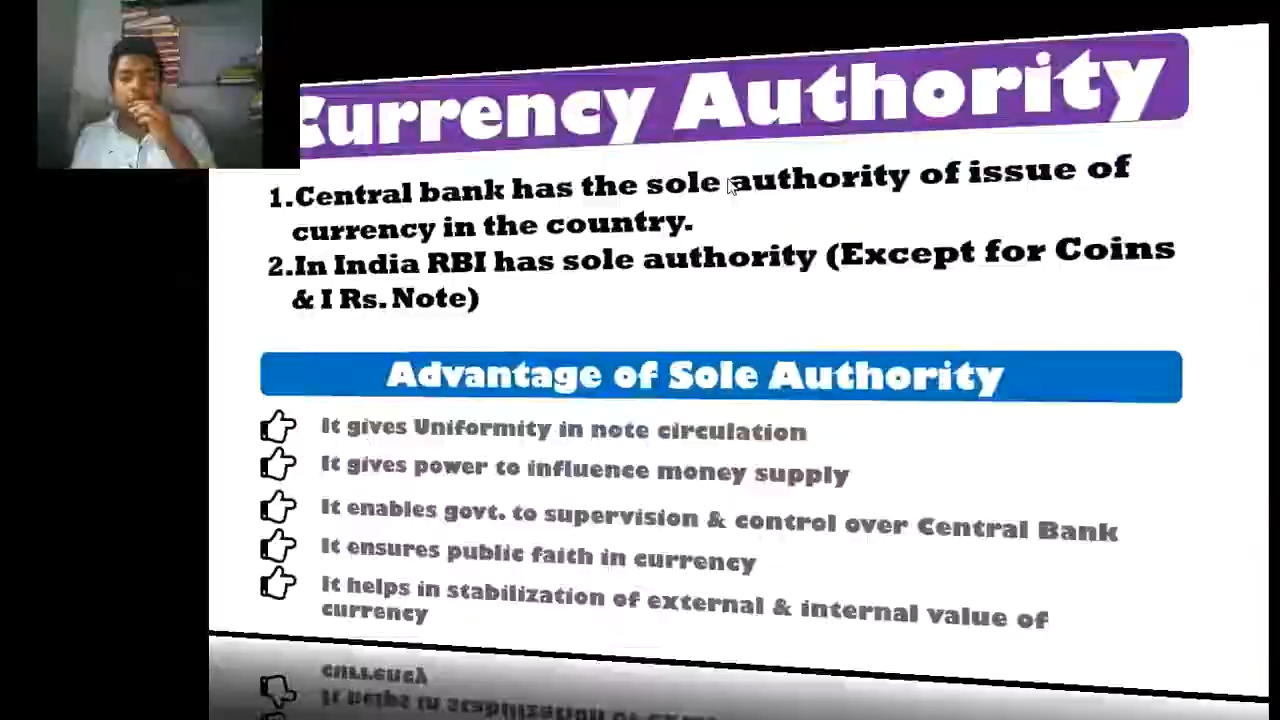 Currency Authority
1.Central bank has the sole authority of issue of
currency in the country.
2.In India RBI has sole authority (Except for Coins
& I Rs. Note)
Advantage of Sole Authority
It gives Uniformity in note circulation
It gives power to influence money supply
It enables govt. to supervision & control over Central Bank
It ensures public faith in currency
It helps in stabilization of external & internal value of
currency